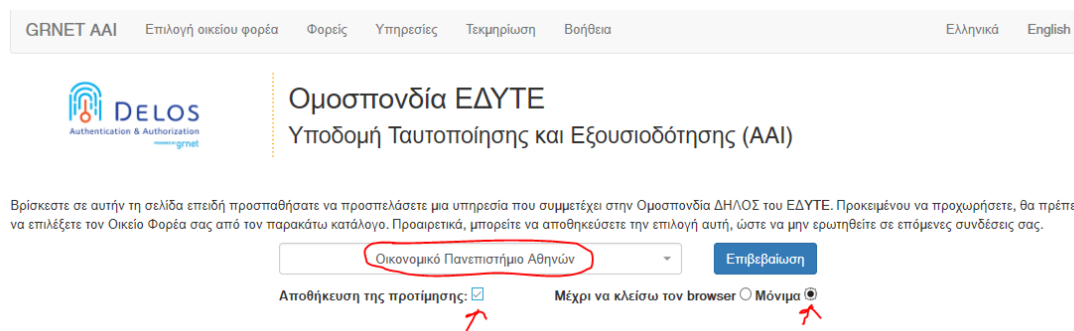 GRNET AAI Επιλογή οικείου φορέα Φορείς Υπηρεσίες Τεκμηρίωση Βοήθεια Ελληνικά English
DELOS
Authentication & Authorization
grnet
Ομοσπονδία ΕΔΥΤΕ
Υποδομή Ταυτοποίησης και Εξουσιοδότησης (ΑΑΙ)
Βρίσκεστε σε αυτήν τη σελίδα επειδή προσπαθήσατε να προσπελάσετε μια υπηρεσία που συμμετέχει στην Ομοσπονδία ΔΗΛΟΣ του ΕΔΥΤΕ. Προκειμένου να προχωρήσετε, θα πρέπε
να επιλέξετε τον Οικείο Φορέα σας από τον παρακάτω κατάλογο. Προαιρετικά, μπορείτε να αποθηκεύσετε την επιλογή αυτή, ώστε να μην ερωτηθείτε σε επόμενες συνδέσεις σας.
Οικονομικό Πανεπιστήμιο Αθηνών Επιβεβαίωση
Αποθήκευση της προτίμησης: Μέχρι να κλείσω τον browser Μόνιμα